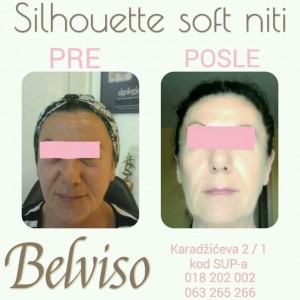 Silhouette soft niti
PRE
POSLE
Belviso
Karadžićeva 2 / 1
kod SUP-a
018 202 002
063 265 266